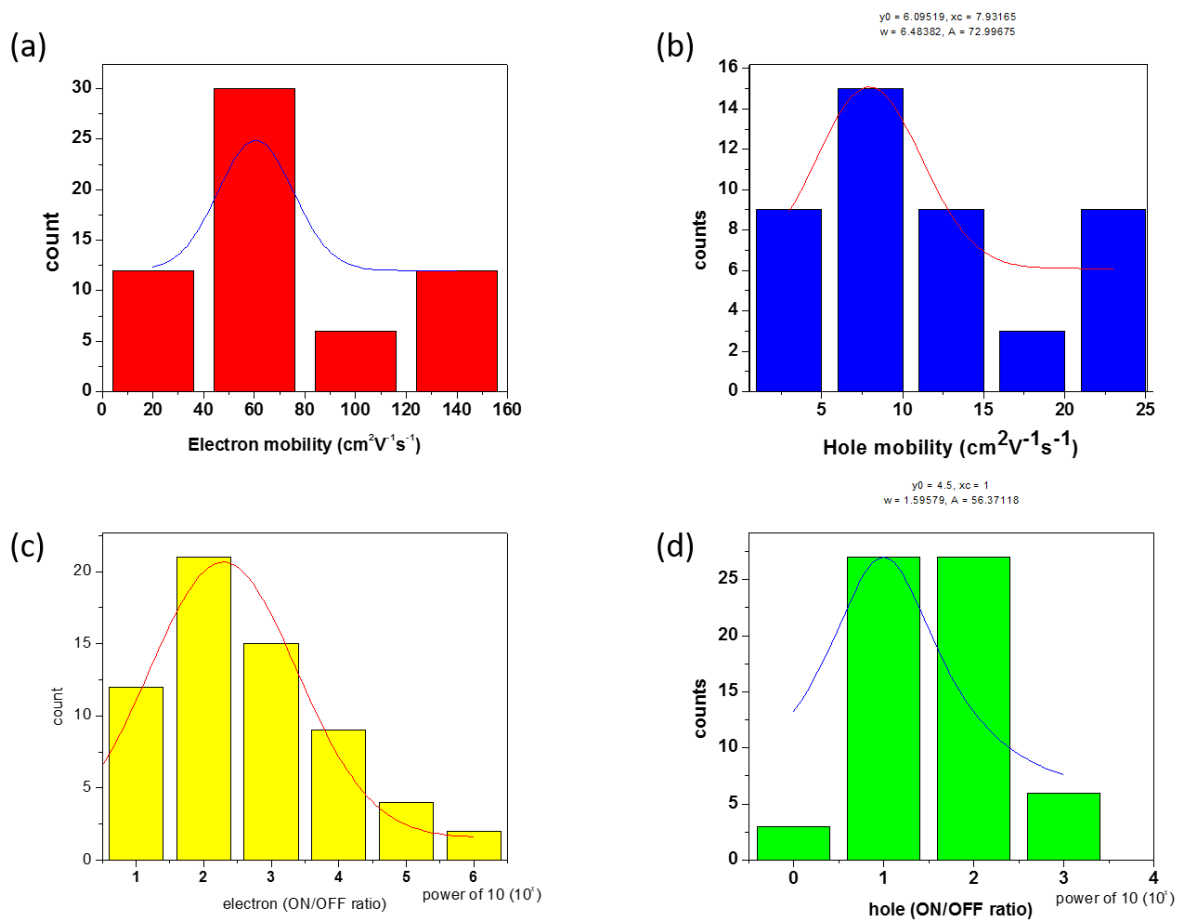 (a)
30
25
20
15
10
5
0
count
0 20 40 60 80 100 120 140 160
Electron mobility (cm²V⁻¹s⁻¹)
y0 = 6.09519, xc = 7.93165
w = 6.48382, A = 72.99675
(b)
16
14
12
10
8
6
4
2
0
counts
5 10 15 20 25
Hole mobility (cm²V⁻¹s⁻¹)
(c)
20
15
10
5
0
count
1 2 3 4 5 6
power of 10 (10ˣ)
electron (ON/OFF ratio)
y0 = 4.5, xc = 1
w = 1.59579, A = 56.37118
(d)
25
20
15
10
5
0
counts
0 1 2 3 4
power of 10 (10ˣ)
hole (ON/OFF ratio)